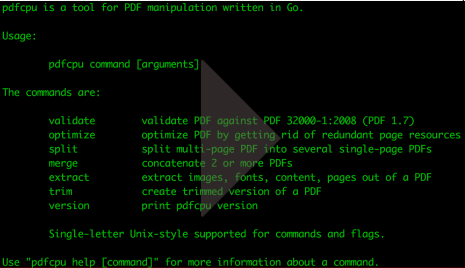 pdfcpu is a tool for PDF manipulation written in Go.
Usage:
pdfcpu command [arguments]
The commands are:
validate validate PDF against PDF 32000-1:2008 (PDF 1.7)
optimize optimize PDF by getting rid of redundant page resources
split split multi-page PDF into several single-page PDFs
merge concatenate 2 or more PDFs
extract extract images, fonts, content, pages out of a PDF
trim create trimmed version of a PDF
version print pdfcpu version
Single-letter Unix-style supported for commands and flags.
Use "pdfcpu help [command]" for more information about a command.